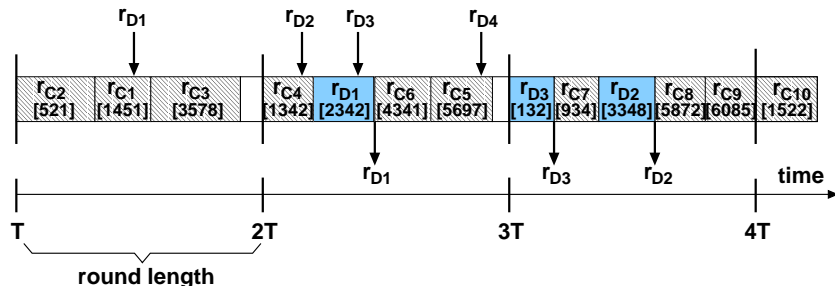 rD1 rD2 rD3 rD4
rC2 rC1 rC3 rC4 rD1 rC6 rC5 rD3 rC7 rD2 rC8 rC9 rC10
[521] [1451] [3578] [1342] [2342] [4341] [5697] [132] [934] [3348] [5872] [6085] [1522]
rD1 rD3 rD2
time
T 2T 3T 4T
round length